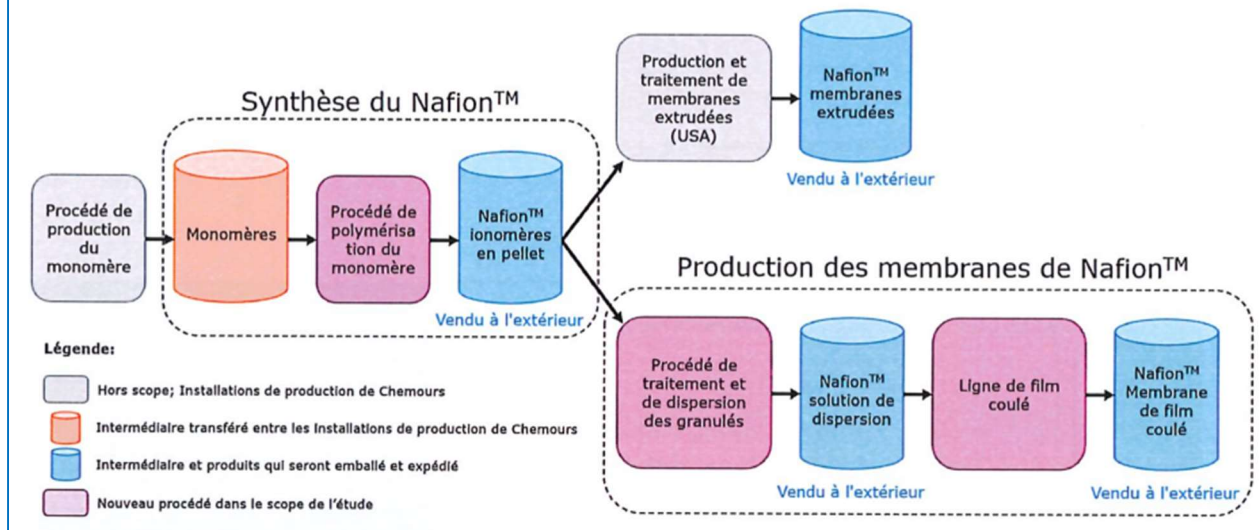 Synthèse du Nafion™
Procédé de
production
du
monomère
Monomères
Procédé de
polymérisa
tion du
monomère
Nafion™
ionomères
en pellet
Vendu à l'extérieur
Production et
traitement de
membranes
extrudées
(USA)
Nafion™
membranes
extrudées
Vendu à l'extérieur
Production des membranes de Nafion™
Procédé de
traitement et
de dispersion
des granulés
Nafion™
solution de
dispersion
Vendu à l'extérieur
Ligne de film
coulé
Nafion™
Membrane
de film
coulé
Vendu à l'extérieur
Légende:
Hors scope; Installations de production de Chemours
Intermédiaire transféré entre les installations de production de Chemours
Intermédiaire et produits qui seront emballé et expédié
Nouveau procédé dans le scope de l'étude